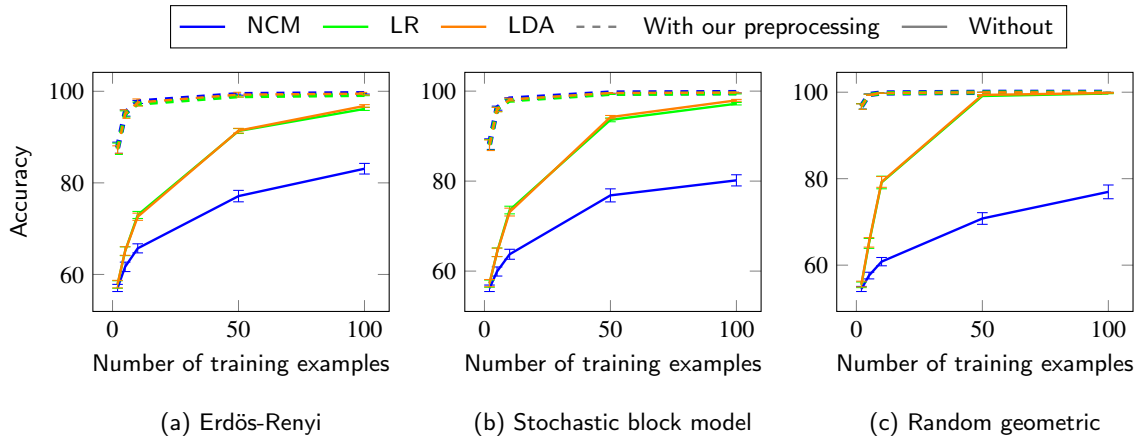 NCM LR LDA With our preprocessing Without
100
80
60
Accuracy
0 50 100
Number of training examples
(a) Erdös-Renyi
100
80
60
0 50 100
Number of training examples
(b) Stochastic block model
100
80
60
0 50 100
Number of training examples
(c) Random geometric